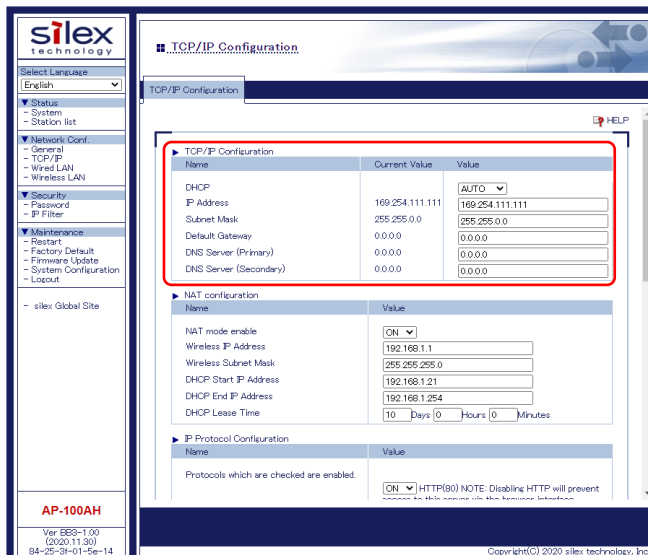 silex
technology
Select Language
English
▼ Status
- System
- Station list
▼ Network Conf.
- General
- TCP/IP
- Wired LAN
- Wireless LAN
▼ Security
- Password
- IP Filter
▼ Maintenance
- Restart
- Factory Default
- Firmware Update
- System Configuration
- Logout
- silex Global Site
AP-100AH
Ver BB3-1.00
(2020.11.30)
84-25-3f-01-5e-14
TCP/IP Configuration
TCP/IP Configuration
HELP
TCP/IP Configuration
Name Current Value Value
DHCP AUTO
IP Address 169.254.111.111 169.254.111.111
Subnet Mask 255.255.0.0 255.255.0.0
Default Gateway 0.0.0.0 0.0.0.0
DNS Server (Primary) 0.0.0.0 0.0.0.0
DNS Server (Secondary) 0.0.0.0 0.0.0.0
NAT configuration
Name Value
NAT mode enable ON
Wireless IP Address 192.168.1.1
Wireless Subnet Mask 255.255.255.0
DHCP Start IP Address 192.168.1.21
DHCP End IP Address 192.168.1.254
DHCP Lease Time 10 Days 0 Hours 0 Minutes
IP Protocol Configuration
Name Value
Protocols which are checked are enabled.
ON HTTP(80) NOTE: Disabling HTTP will prevent
access to this server via the browser interface.
Copyright(C) 2020 silex technology, Inc